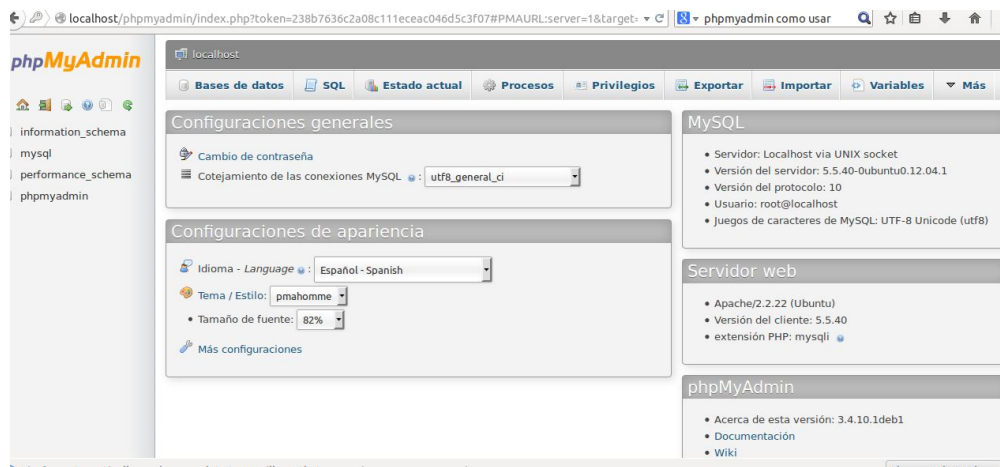 localhost/phpmyadmin/index.php?token=238b7636c2a08c111eceac046d5c3f07#PMAURL:server=1&target=
phpmyadmin como usar
phpMyAdmin
information_schema
mysql
performance_schema
phpmyadmin
localhost
Bases de datos
SQL
Estado actual
Procesos
Privilegios
Exportar
Importar
Variables
Más
Configuraciones generales
Cambio de contraseña
Cotejamiento de las conexiones MySQL : utf8_general_ci
Configuraciones de apariencia
Idioma - Language : Español - Spanish
Tema / Estilo: pmahomme
• Tamaño de fuente: 82%
Más configuraciones
MySQL
• Servidor: Localhost via UNIX socket
• Versión del servidor: 5.5.40-0ubuntu0.12.04.1
• Versión del protocolo: 10
• Usuario: root@localhost
• Juegos de caracteres de MySQL: UTF-8 Unicode (utf8)
Servidor web
• Apache/2.2.22 (Ubuntu)
• Versión del cliente: 5.5.40
• extensión PHP: mysqli
phpMyAdmin
• Acerca de esta versión: 3.4.10.1deb1
• Documentación
• Wiki